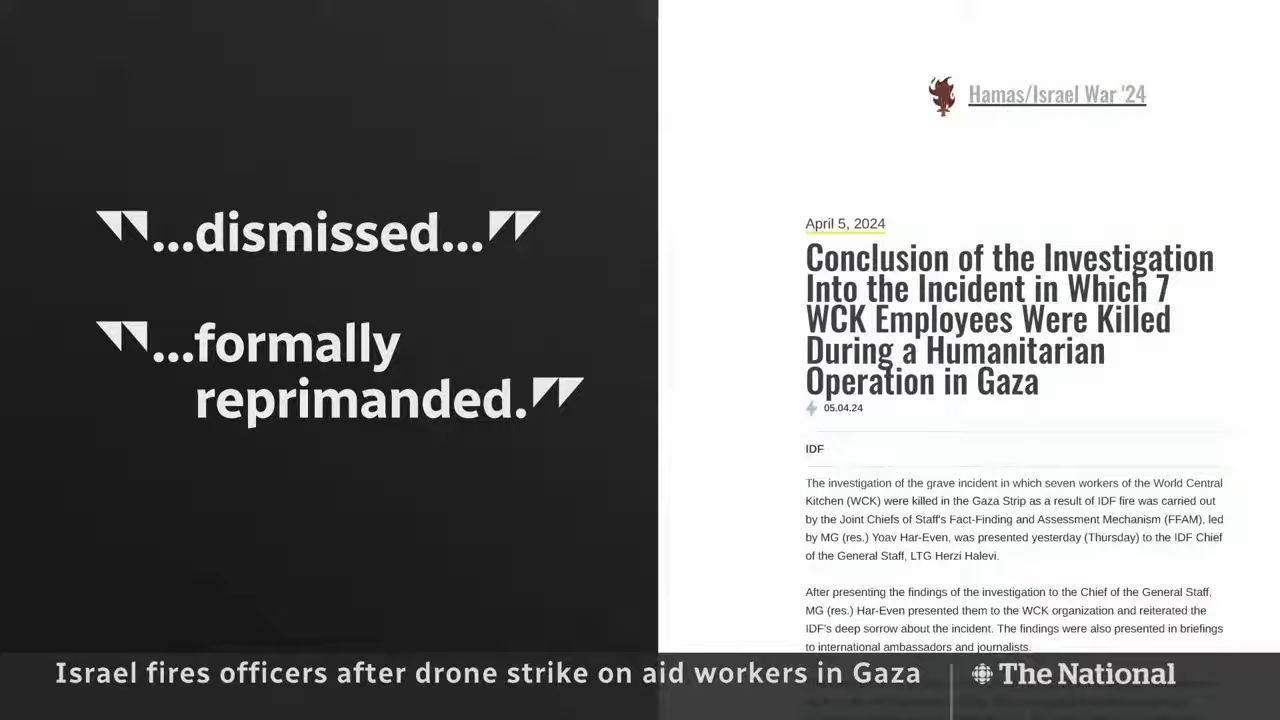 "...dismissed..."
"...formally
reprimanded."
Hamas/Israel War '24
April 5, 2024
Conclusion of the Investigation
Into the Incident in Which 7
WCK Employees Were Killed
During a Humanitarian
Operation in Gaza
05.04.24
IDF
The investigation of the grave incident in which seven workers of the World Central
Kitchen (WCK) were killed in the Gaza Strip as a result of IDF fire was carried out
by the Joint Chiefs of Staff's Fact-Finding and Assessment Mechanism (FFAM), led
by MG (res.) Yoav Har-Even, was presented yesterday (Thursday) to the IDF Chief
of the General Staff, LTG Herzi Halevi.
After presenting the findings of the investigation to the Chief of the General Staff,
MG (res.) Har-Even presented them to the WCK organization and reiterated the
IDF's deep sorrow about the incident. The findings were also presented in briefings
to international ambassadors and journalists.
Israel fires officers after drone strike on aid workers in Gaza
The National